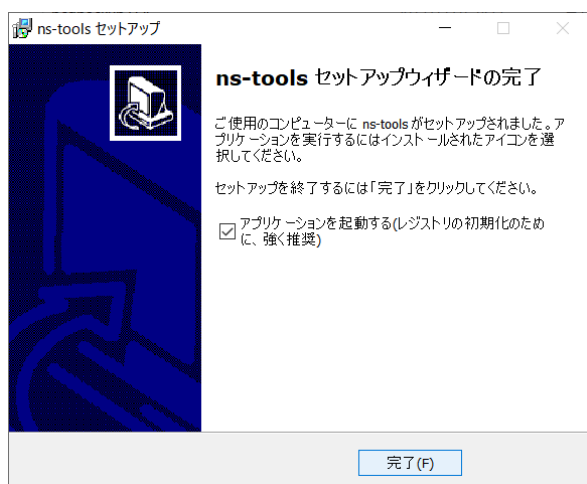 ns-tools セットアップ
ns-tools セットアップウィザードの完了
ご使用のコンピューターに ns-tools がセットアップされました。ア
プリケーションを実行するにはインストールされたアイコンを選
択してください。
セットアップを終了するには「完了」をクリックしてください。
アプリケーションを起動する(レジストリの初期化のため
に、強く推奨)
完了(F)